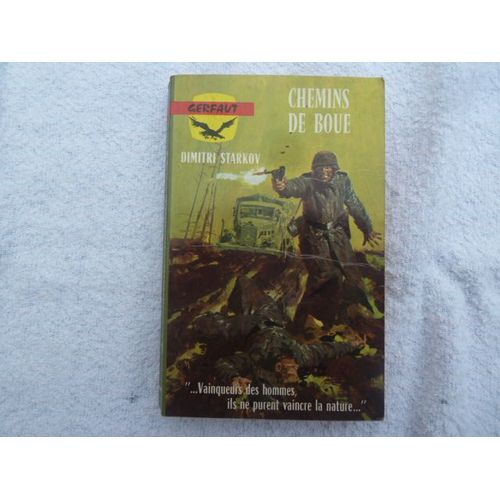 GERFAUT
CHEMINS
DE BOUE
DIMITRI STARKOV
"...Vainqueurs des hommes,
ils ne purent vaincre la nature..."